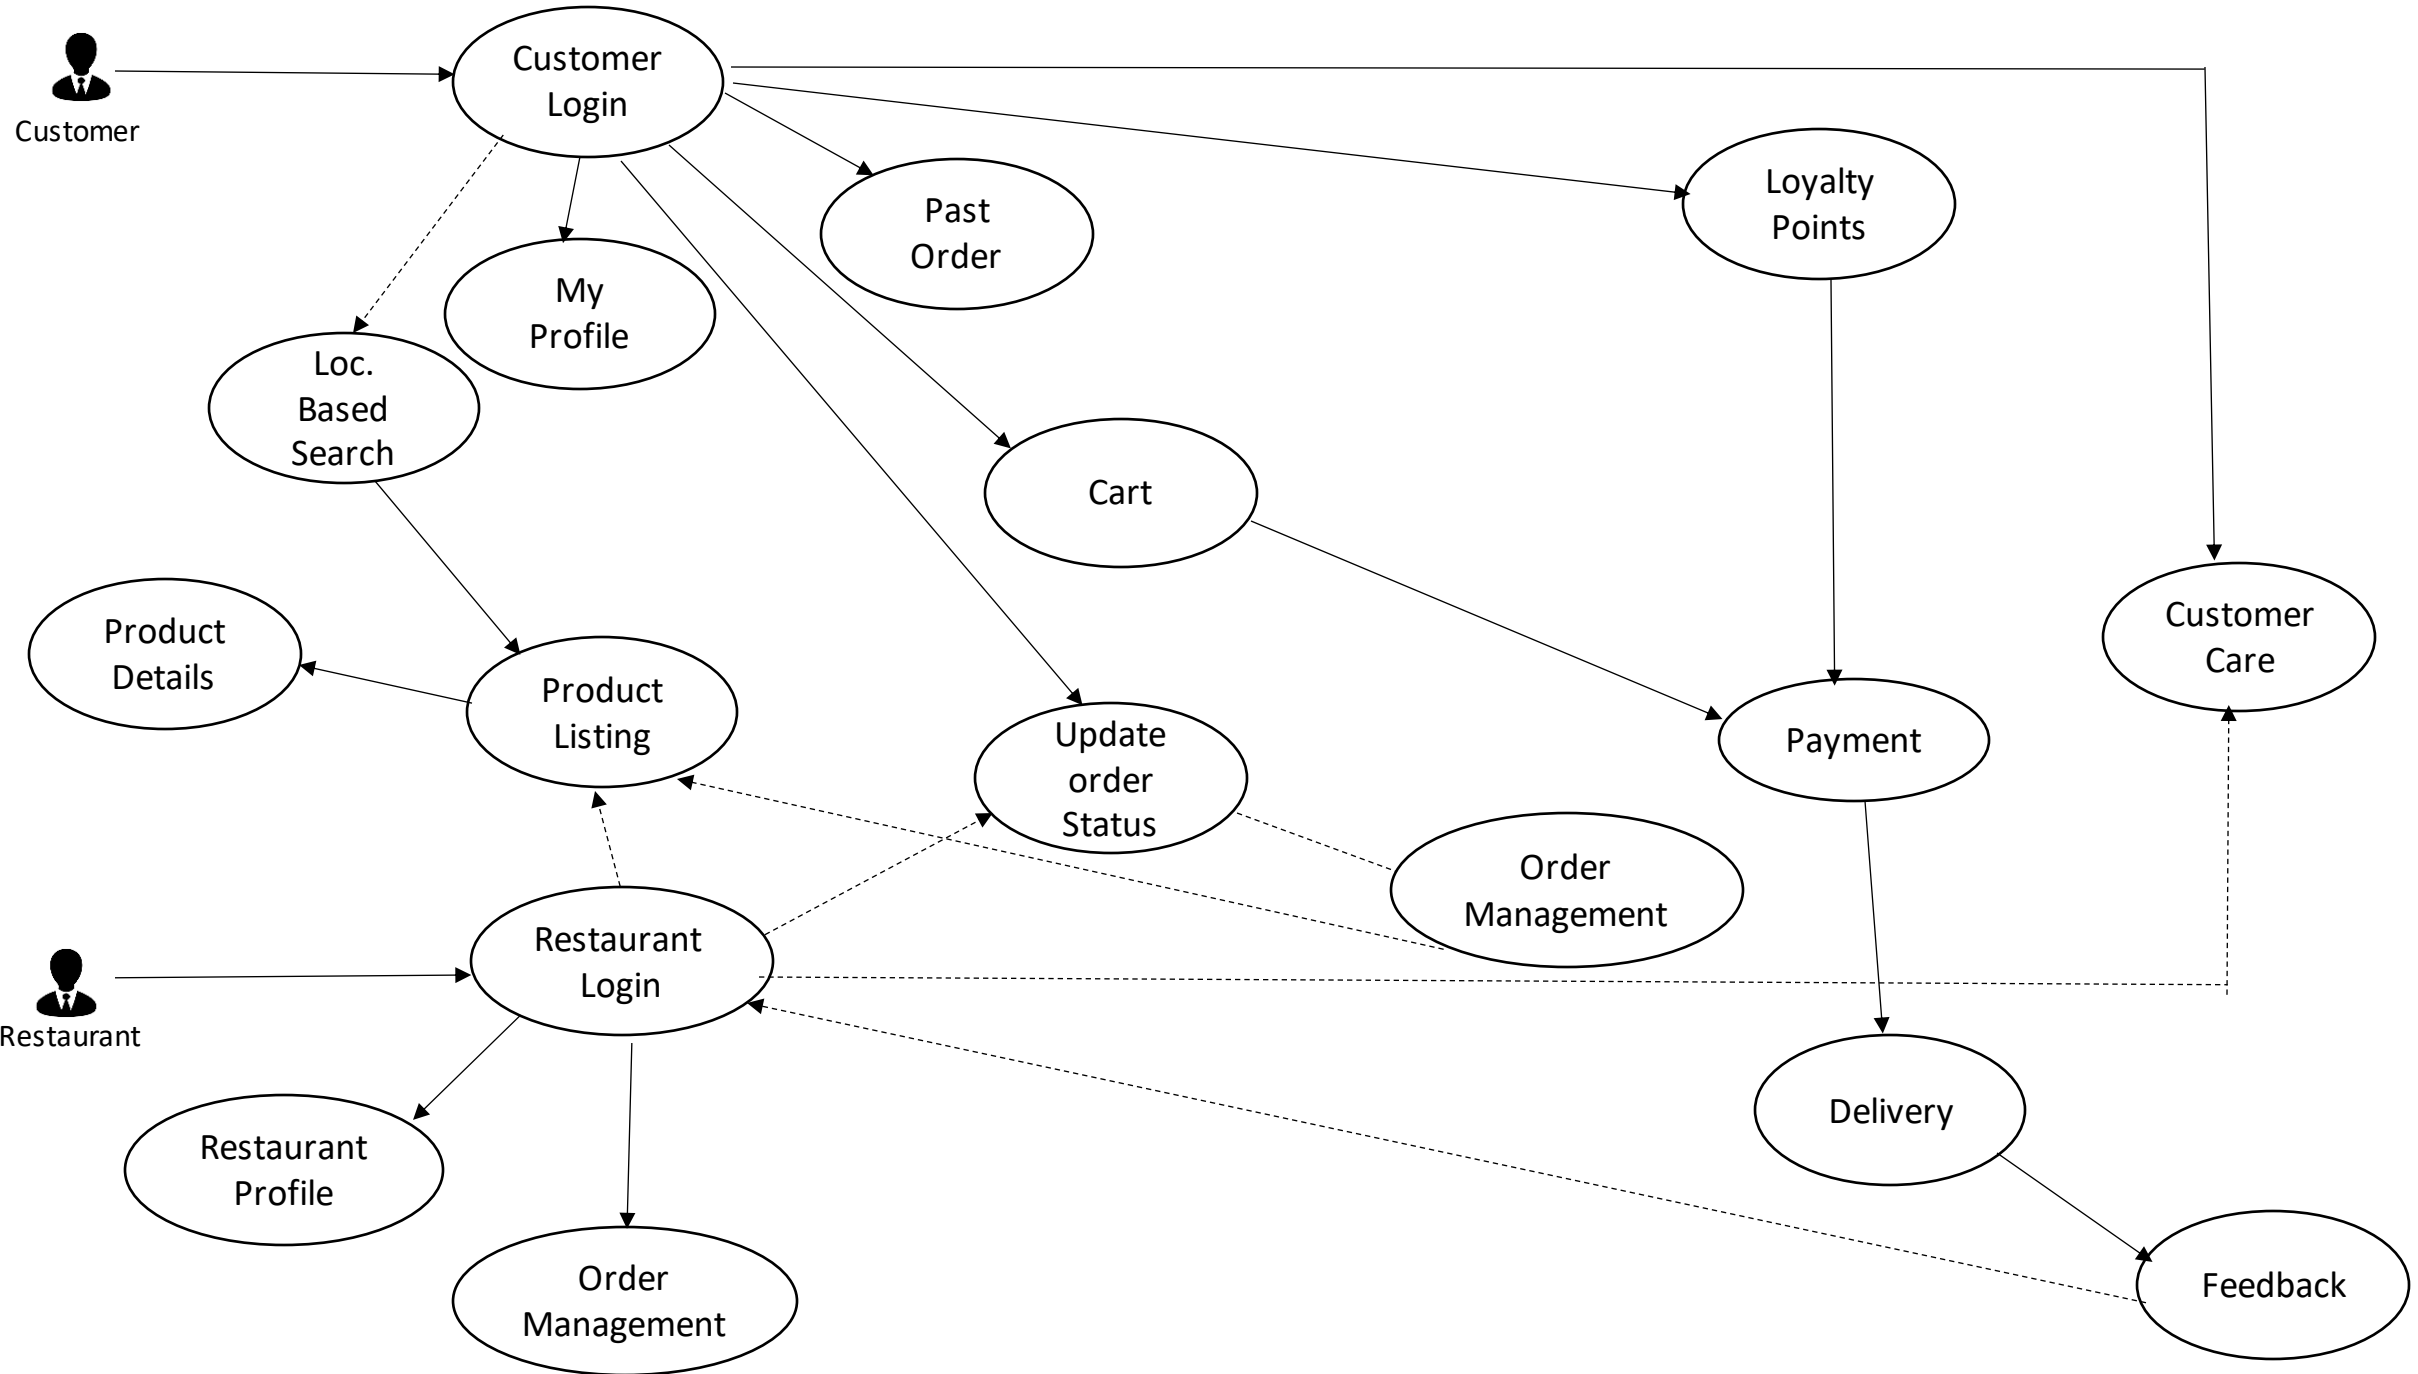 Customer
Login
Customer
Loyalty
Points
Past
Order
My
Profile
Loc.
Based
Search
Cart
Customer
Care
Product
Details
Product
Listing
Update
order
Status
Payment
Order
Management
Restaurant
Login
Restaurant
Delivery
Restaurant
Profile
Feedback
Order
Management